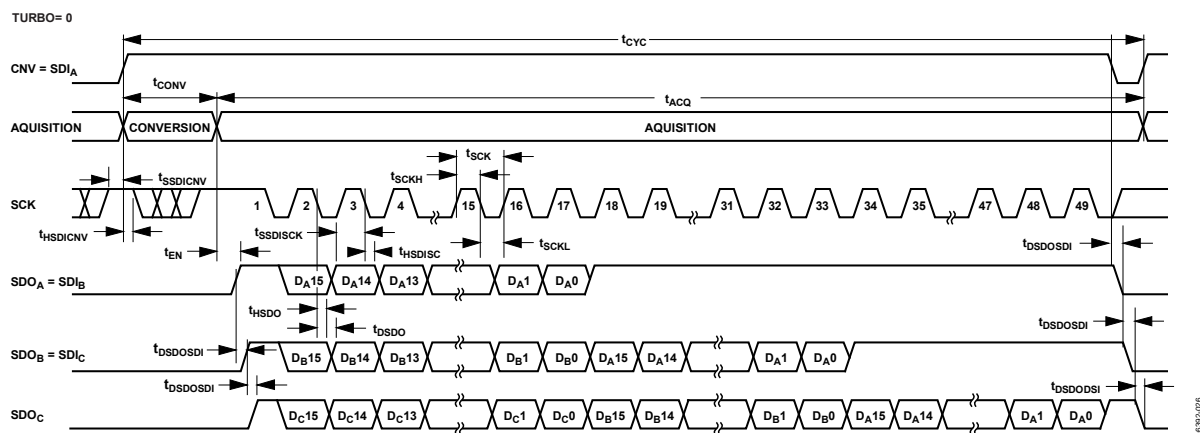 TURBO= 0
tCYC
CNV = SDIA
tCONV
tACQ
AQUISITION CONVERSION AQUISITION
tSCK
tSSDICNV
tSCKH
SCK 1 2 3 4 15 16 17 18 19 31 32 33 34 35 47 48 49
tHSDICNV
tEN
tSSDISCK
tHSDISC
tSCKL
tDSDOSDI
SDOA = SDIB DA15 DA14 DA13 DA1 DA0
tHSDO
tDSDO
tDSDOSDI
tDSDOSDI
SDOB = SDIC DB15 DB14 DB13 DB1 DB0 DA15 DA14 DA1 DA0
tDSDOSDI
tDSDODSI
SDOC DC15 DC14 DC13 DC1 DC0 DB15 DB14 DB1 DB0 DA15 DA14 DA1 DA0